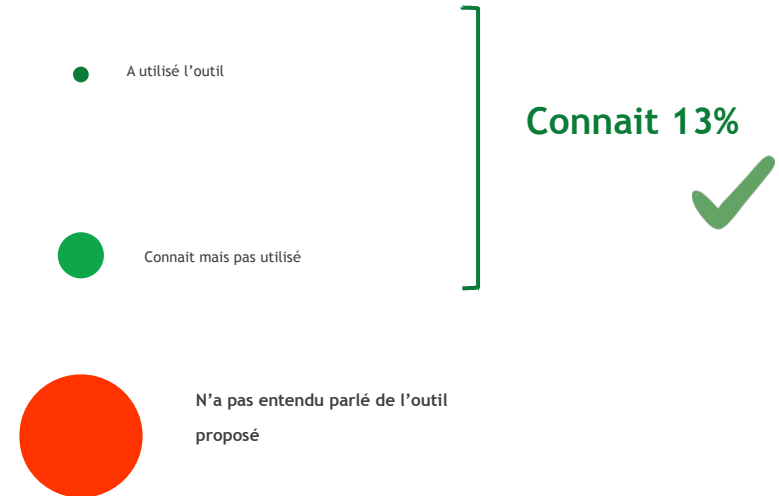 A utilisé l’outil
Connait 13%
Connait mais pas utilisé
N’a pas entendu parlé de l’outil
proposé